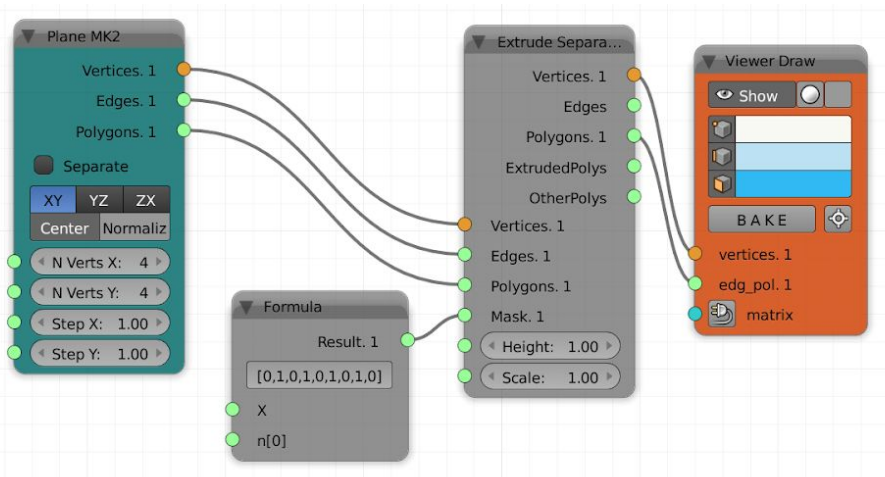 Plane MK2
Vertices. 1
Edges. 1
Polygons. 1
Separate
XY YZ ZX
Center Normaliz
N Verts X: 4
N Verts Y: 4
Step X: 1.00
Step Y: 1.00
Formula
Result. 1
[0,1,0,1,0,1,0,1,0]
X
n[0]
Extrude Separa...
Vertices. 1
Edges
Polygons. 1
ExtrudedPolys
OtherPolys
Vertices. 1
Edges. 1
Polygons. 1
Mask. 1
Height: 1.00
Scale: 1.00
Viewer Draw
Show
BAKE
vertices. 1
edg_pol. 1
matrix